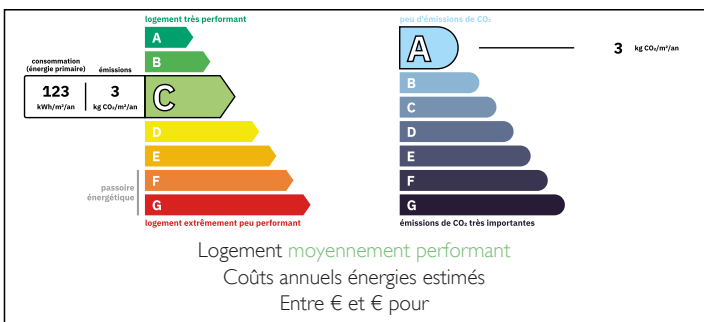 logement très performant
A
B
consommation
(énergie primaire)
émissions
123
kWh/m²/an
3
kg CO₂/m²/an
C
D
E
F
G
passoire
énergétique
logement extrêmement peu performant
peu d'émissions de CO₂
A
3 kg CO₂/m²/an
B
C
D
E
F
G
émissions de CO₂ très importantes
Logement moyennement performant
Coûts annuels énergies estimés
Entre € et € pour